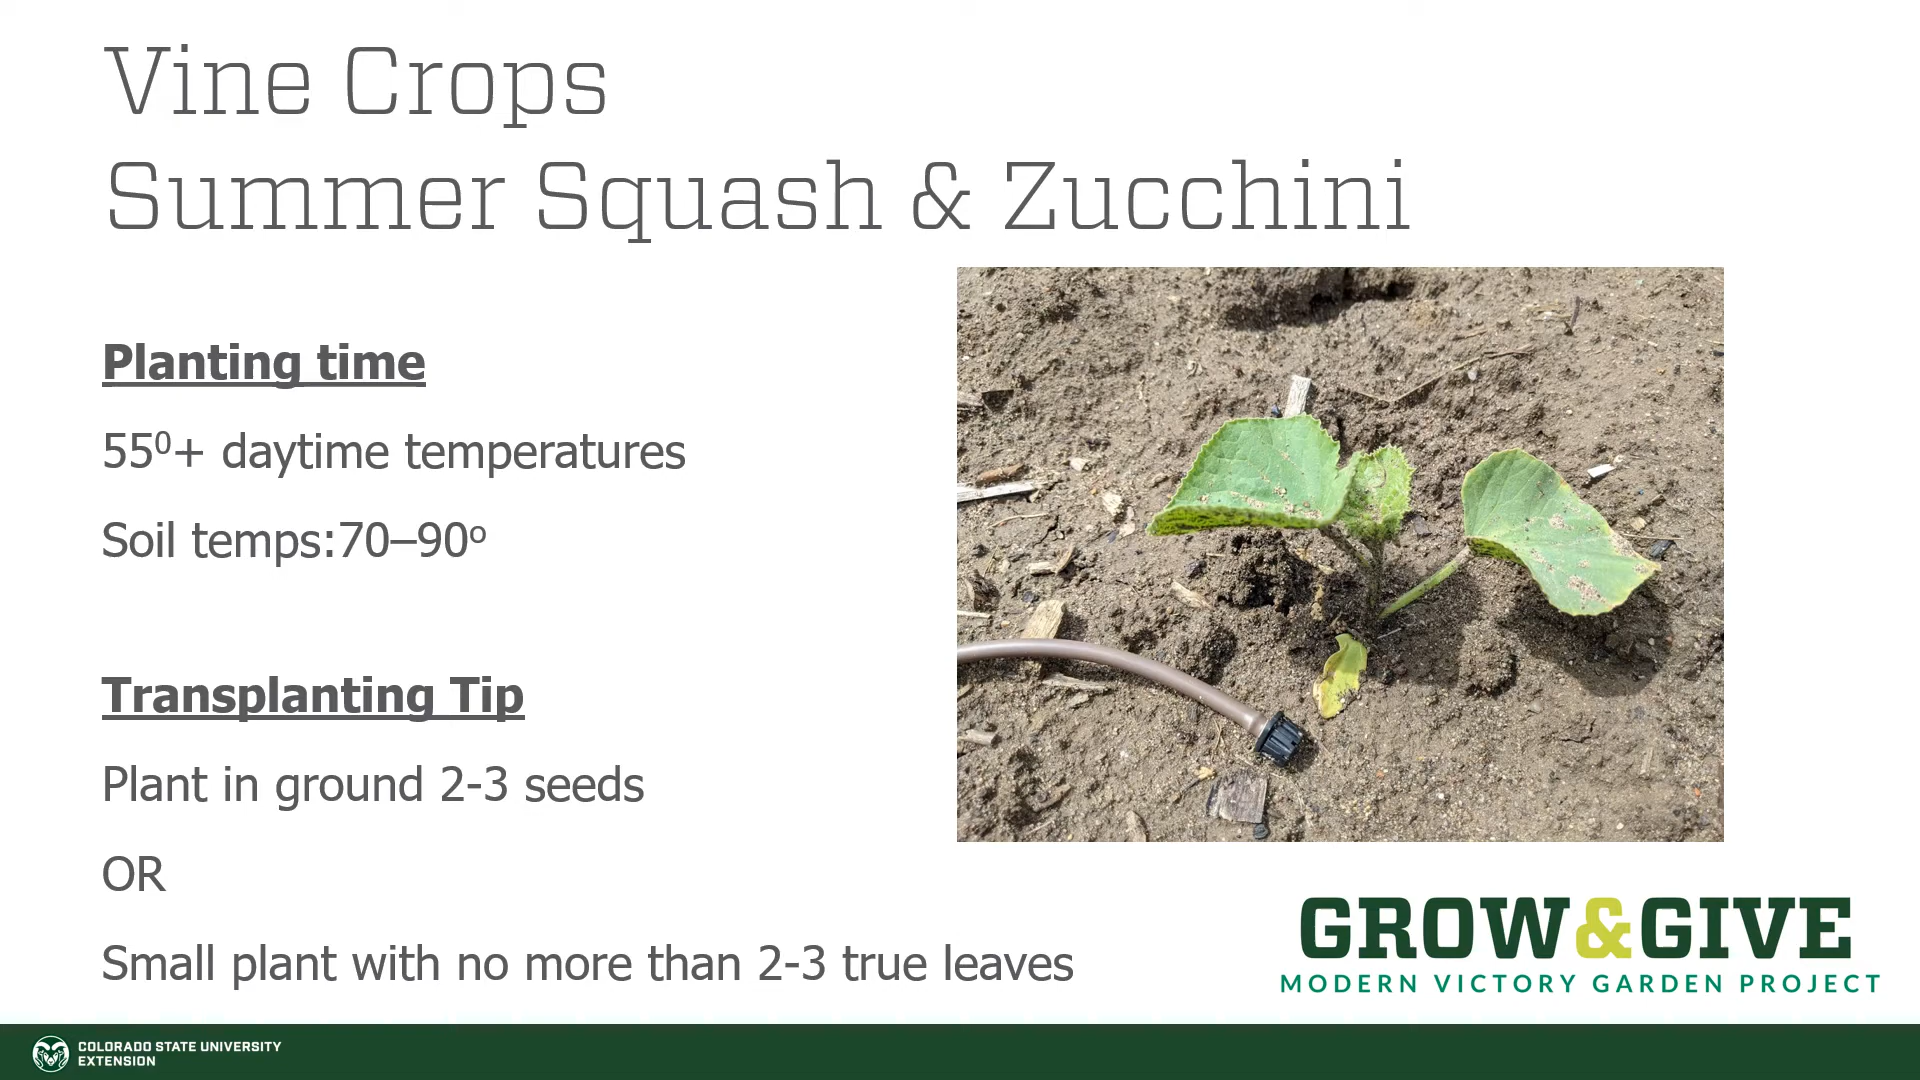 Vine Crops
Summer Squash & Zucchini
Planting time
55⁰+ daytime temperatures
Soil temps:70–90º
Transplanting Tip
Plant in ground 2-3 seeds
OR
Small plant with no more than 2-3 true leaves
GROW&GIVE
MODERN VICTORY GARDEN PROJECT
COLORADO STATE UNIVERSITY
EXTENSION